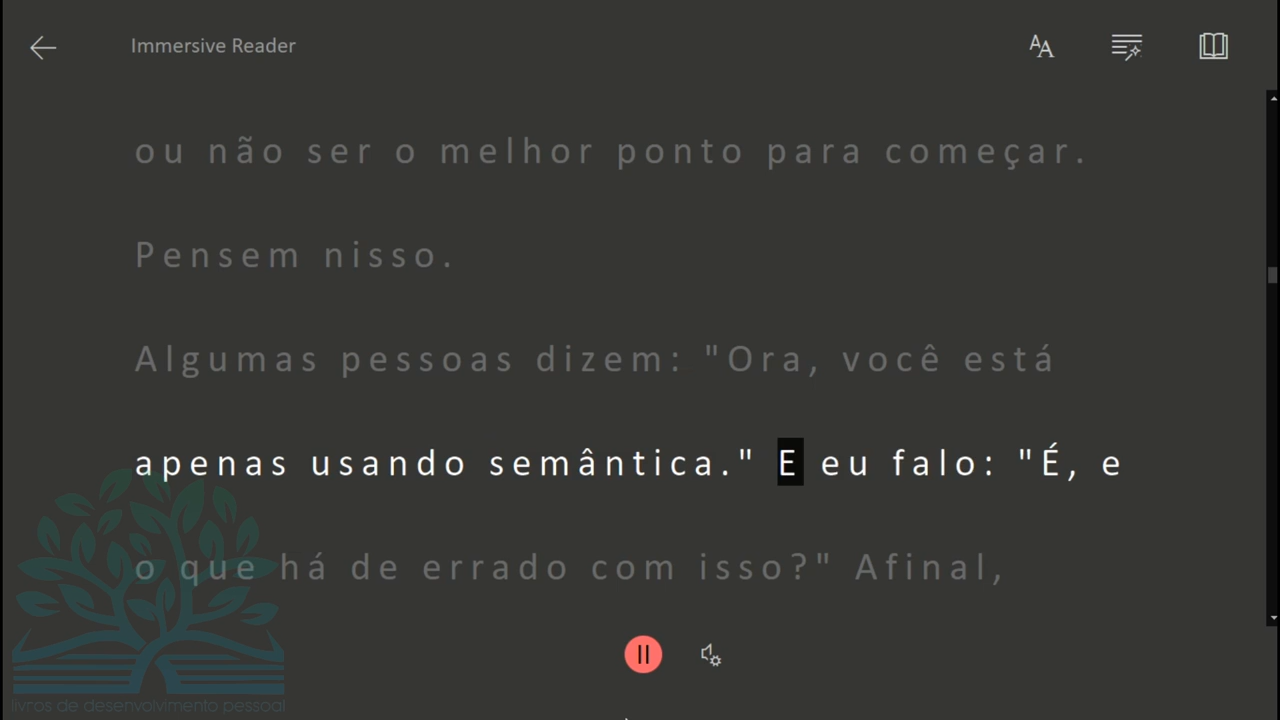 Immersive Reader
ou não ser o melhor ponto para começar.
Pensem nisso.
Algumas pessoas dizem: "Ora, você está
apenas usando semântica." E eu falo: "É, e
o que há de errado com isso?" Afinal,
livros de desenvolvimento pessoal